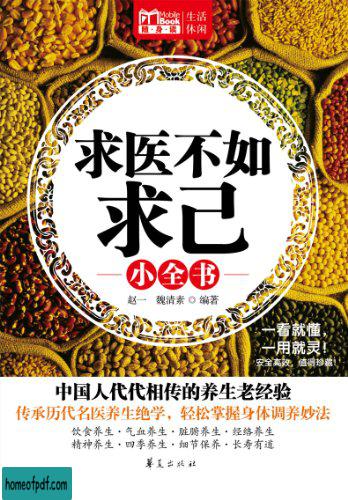 Mobile
Book
随·身·读
生活
休闲
求医不如
求己
小全书
赵一 魏清素 ◎ 编著
一看就懂，
一用就灵！
安全高效，值得珍藏！
中国人代代相传的养生老经验
传承历代名医养生绝学，轻松掌握身体调养妙法
饮食养生·气血养生·脏腑养生·经络养生
精神养生·四季养生·细节保养·长寿有道
华夏出版社
homeofpdf.com